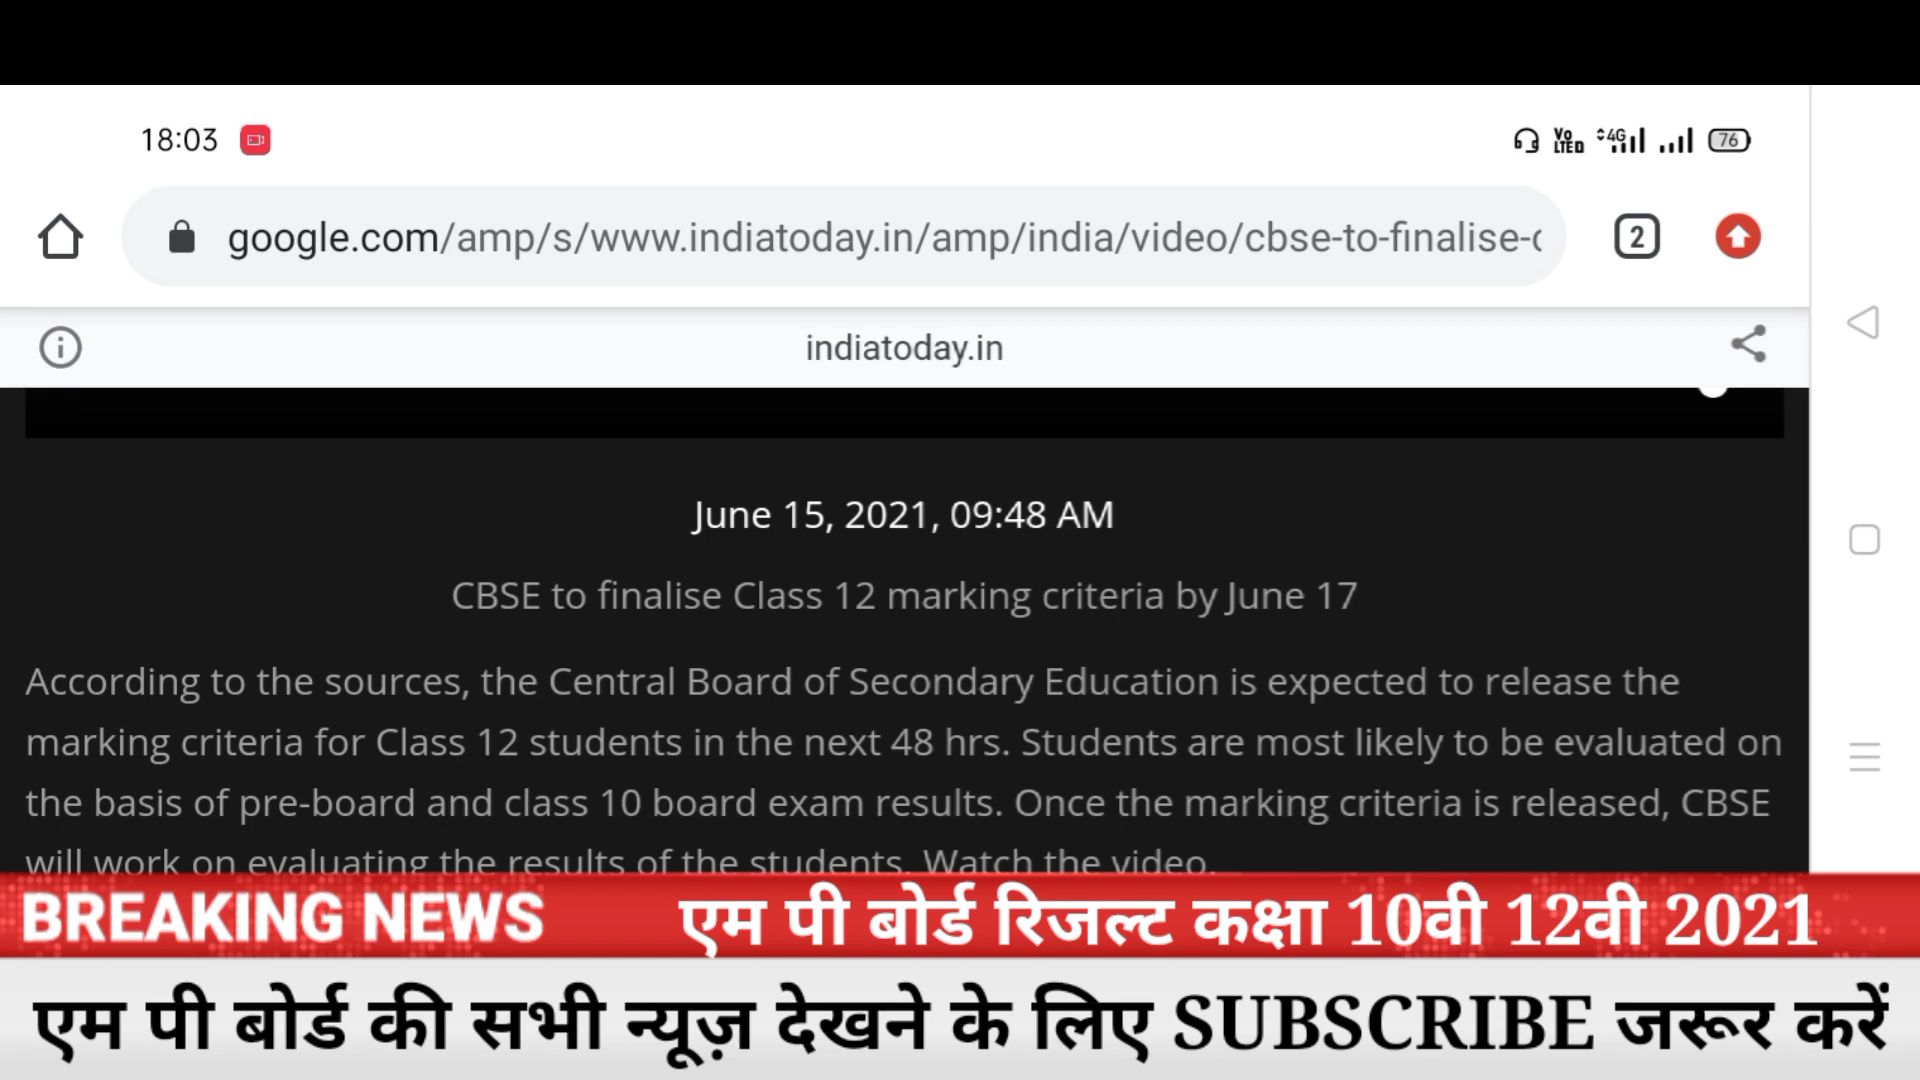 18:03
Vo LTE 4G 76
google.com/amp/s/www.indiatoday.in/amp/india/video/cbse-to-finalise-c
2
indiatoday.in
June 15, 2021, 09:48 AM
CBSE to finalise Class 12 marking criteria by June 17
According to the sources, the Central Board of Secondary Education is expected to release the
marking criteria for Class 12 students in the next 48 hrs. Students are most likely to be evaluated on
the basis of pre-board and class 10 board exam results. Once the marking criteria is released, CBSE
will work on evaluating the results of the students. Watch the video.
BREAKING NEWS एम पी बोर्ड रिजल्ट कक्षा 10वी 12वी 2021
एम पी बोर्ड की सभी न्यूज़ देखने के लिए SUBSCRIBE जरूर करें